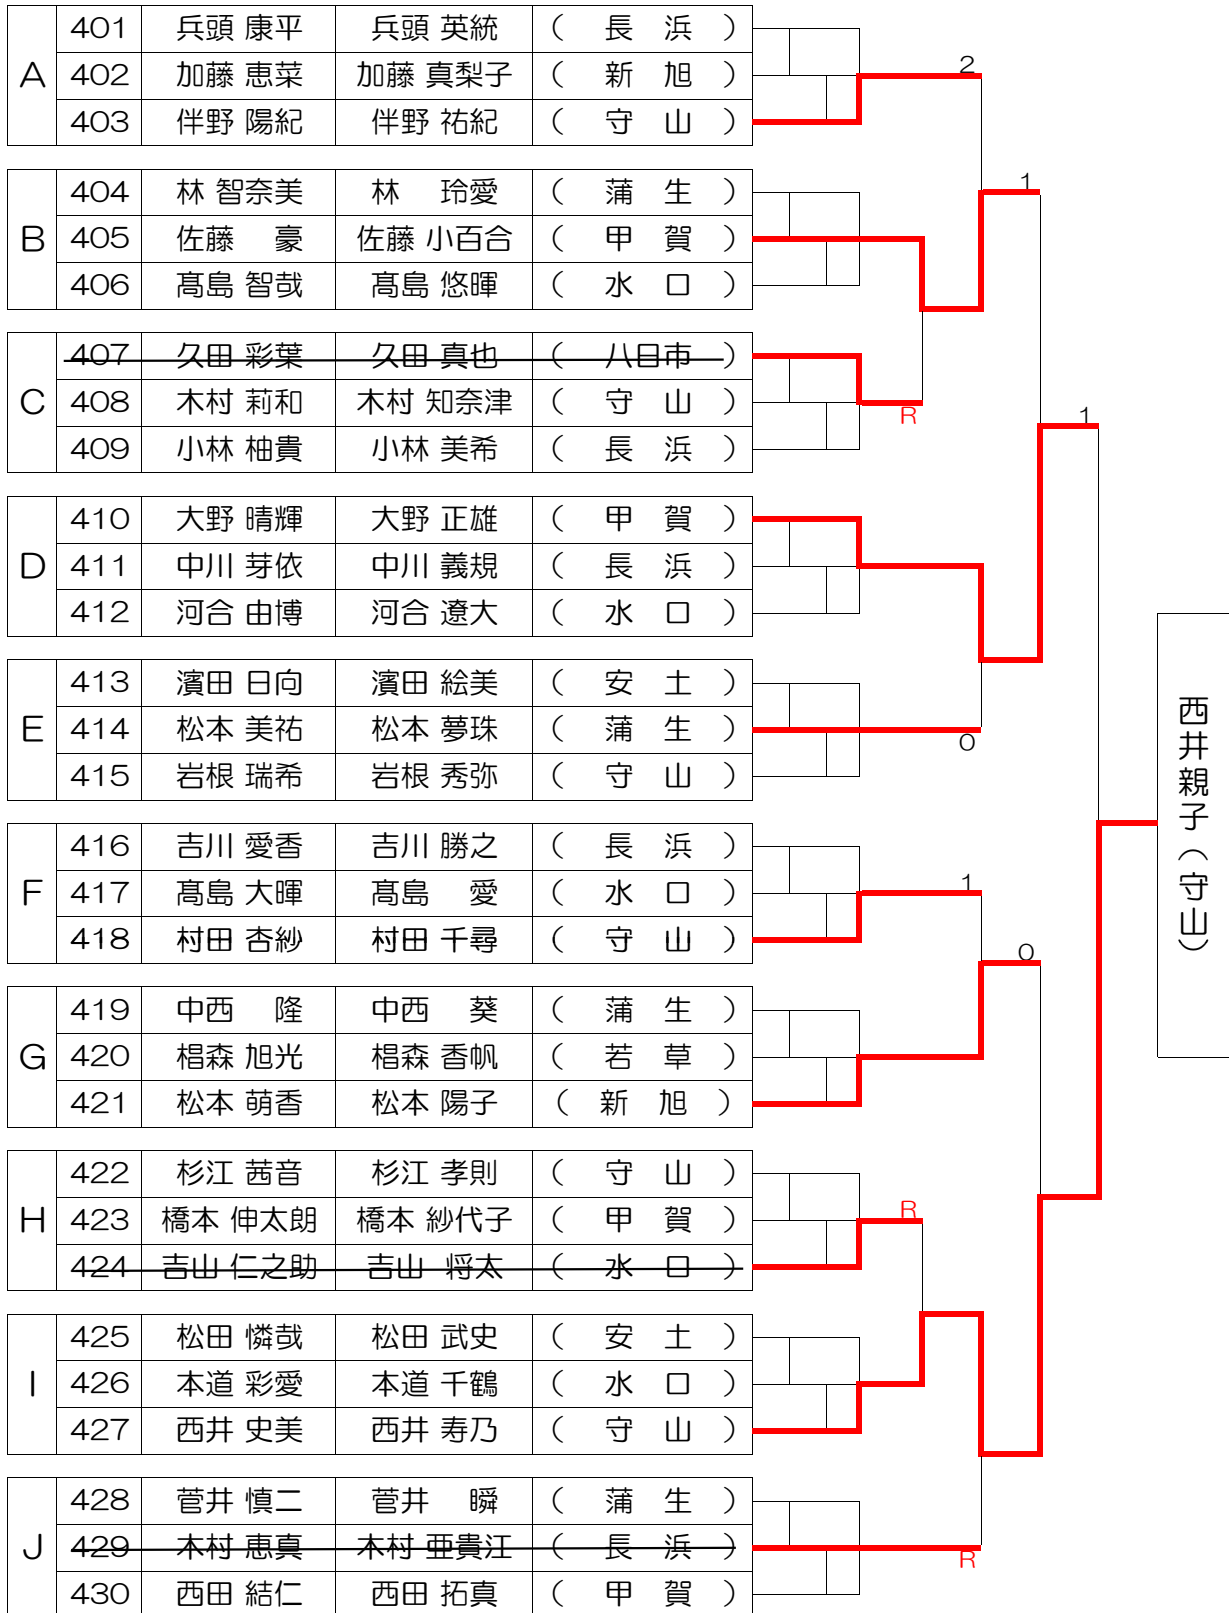 A
401 兵頭 康平 兵頭 英統 ( 長 浜 )
402 加藤 恵菜 加藤 真梨子 ( 新 旭 )
403 伴野 陽紀 伴野 祐紀 ( 守 山 )
2
B
404 林 智奈美 林 玲愛 ( 蒲 生 )
405 佐藤 豪 佐藤 小百合 ( 甲 賀 )
406 髙島 智哉 髙島 悠暉 ( 水 口 )
1
C
407 久田 彩葉 久田 真也 ( 八日市 )
408 木村 莉和 木村 知奈津 ( 守 山 )
409 小林 柚貴 小林 美希 ( 長 浜 )
R
1
D
410 大野 晴輝 大野 正雄 ( 甲 賀 )
411 中川 芽依 中川 義規 ( 長 浜 )
412 河合 由博 河合 遼大 ( 水 口 )
E
413 濱田 日向 濱田 絵美 ( 安 土 )
414 松本 美祐 松本 夢珠 ( 蒲 生 )
415 岩根 瑞希 岩根 秀弥 ( 守 山 )
0
西井親子(守山)
F
416 吉川 愛香 吉川 勝之 ( 長 浜 )
417 髙島 大暉 髙島 愛 ( 水 口 )
418 村田 杏紗 村田 千尋 ( 守 山 )
1
0
G
419 中西 隆 中西 葵 ( 蒲 生 )
420 椙森 旭光 椙森 香帆 ( 若 草 )
421 松本 萌香 松本 陽子 ( 新 旭 )
H
422 杉江 茜音 杉江 孝則 ( 守 山 )
423 橋本 伸太朗 橋本 紗代子 ( 甲 賀 )
424 吉山 仁之助 吉山 将太 ( 水 口 )
R
I
425 松田 憐哉 松田 武史 ( 安 土 )
426 本道 彩愛 本道 千鶴 ( 水 口 )
427 西井 史美 西井 寿乃 ( 守 山 )
J
428 菅井 慎二 菅井 瞬 ( 蒲 生 )
429 木村 恵真 木村 亜貴江 ( 長 浜 )
430 西田 結仁 西田 拓真 ( 甲 賀 )
R